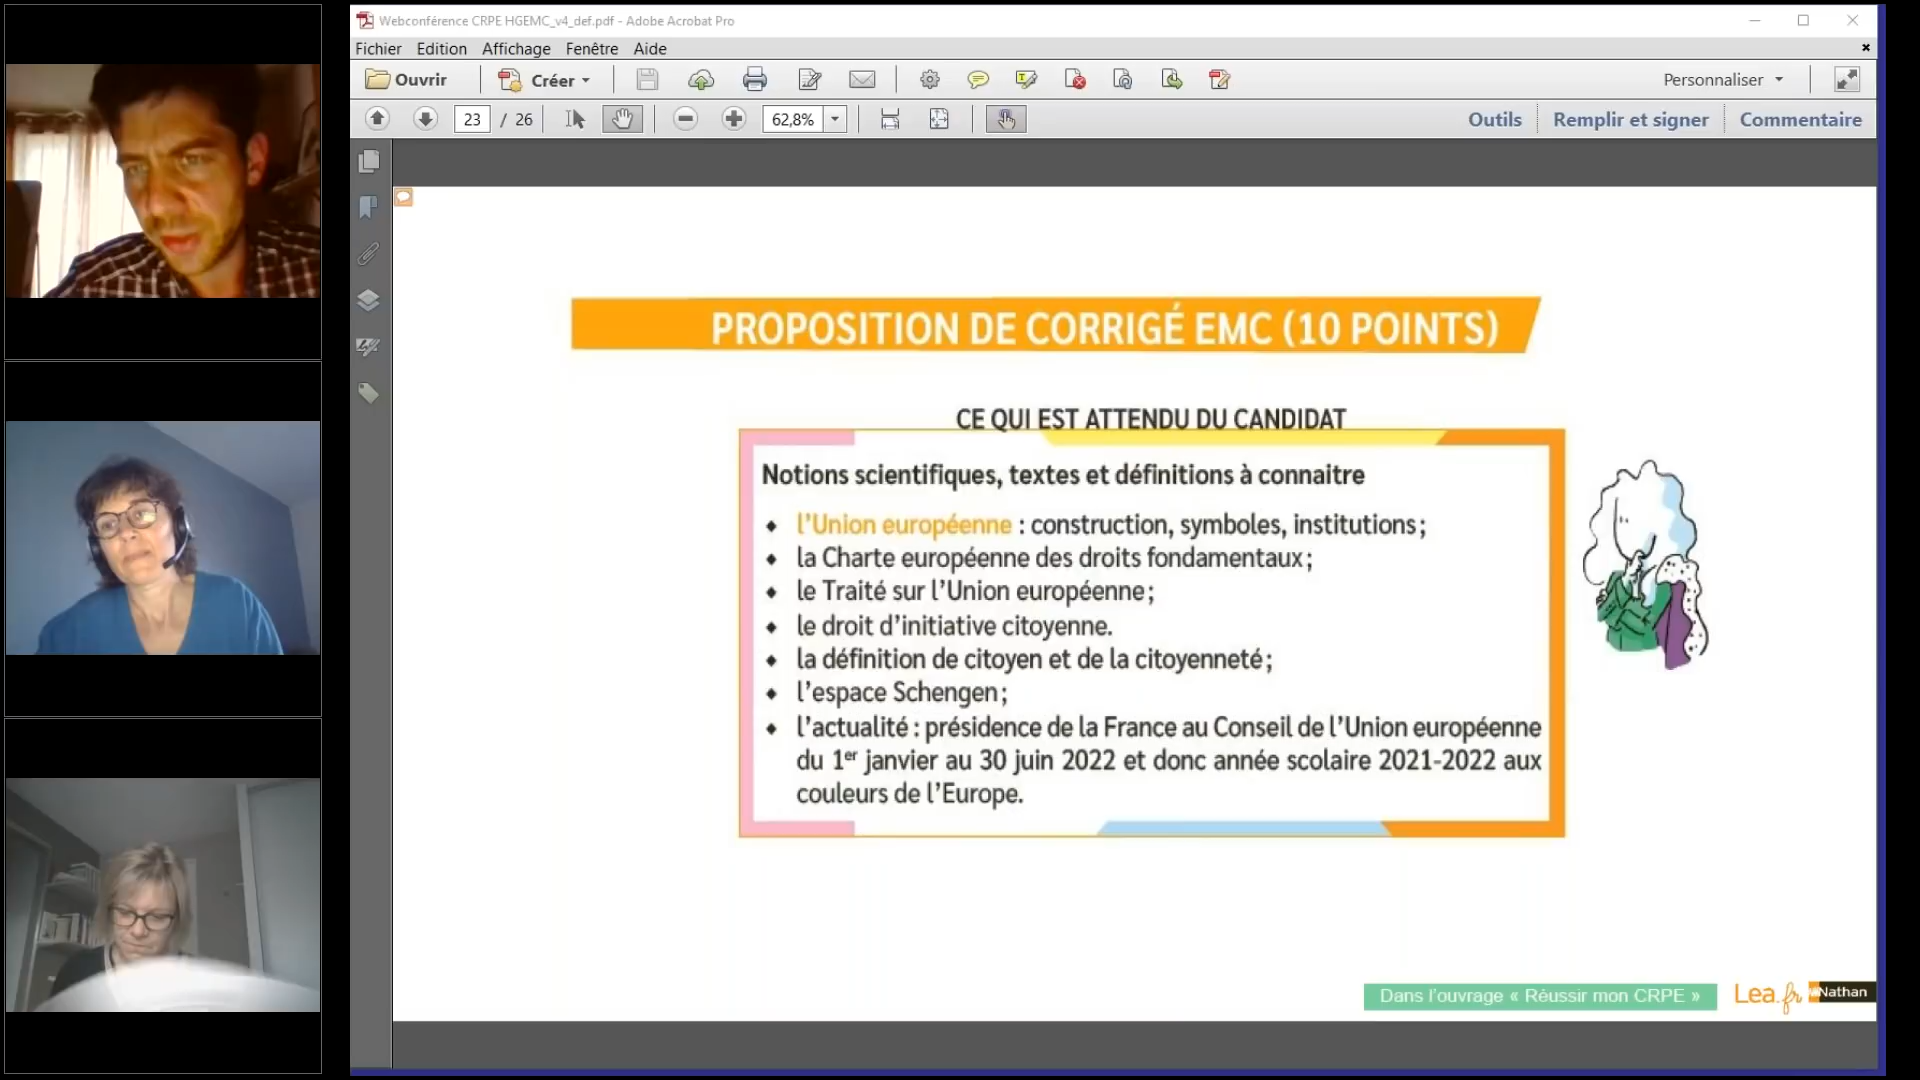 Webconférence CRPE HGEMC_v4_def.pdf - Adobe Acrobat Pro
Fichier Edition Affichage Fenêtre Aide
Ouvrir Créer Personnaliser
23 / 26 62,8% Outils Remplir et signer Commentaire
PROPOSITION DE CORRIGÉ EMC (10 POINTS)
CE QUI EST ATTENDU DU CANDIDAT
Notions scientifiques, textes et définitions à connaitre
l’Union européenne : construction, symboles, institutions ;
la Charte européenne des droits fondamentaux ;
le Traité sur l’Union européenne ;
le droit d’initiative citoyenne.
la définition de citoyen et de la citoyenneté ;
l’espace Schengen ;
l’actualité : présidence de la France au Conseil de l’Union européenne
du 1er janvier au 30 juin 2022 et donc année scolaire 2021-2022 aux
couleurs de l’Europe.
Dans l’ouvrage « Réussir mon CRPE » Lea.fr Nathan